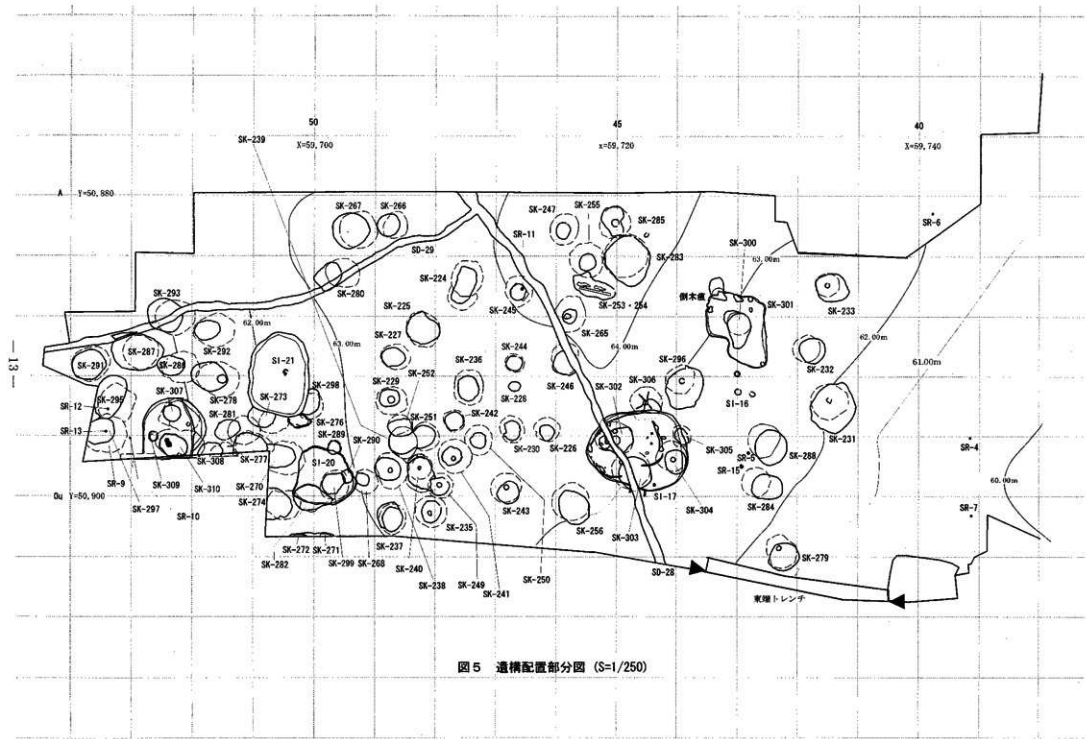 50
45
40
SK-239
X=59,700
x=59,720
X=59,740
A Y=50,880
SK-267
SK-266
SK-247
SK-255
SK-285
SR-6
SD-29
SR-11
SK-300
SK-283
63.00m
SK-280
SK-224
SK-293
SK-225
SK-245
SK-253・254
倒木痕
SK-301
SK-233
62.00m
63.00m
SK-227
SK-265
64.00m
62.00m
SK-287
SK-292
SK-244
SK-291
SK-286
SI-21
SK-252
SK-236
SK-246
SK-296
SK-232
61.00m
SK-307
SK-278
SK-298
SK-229
SK-228
SK-302
SK-306
SI-16
SR-12
SK-295
SK-281
SK-273
SK-276
SK-251
SK-242
SK-231
SR-13
SK-289
SK-290
SK-230
SK-226
SK-305
SR-5
SK-288
SR-4
SK-308
SK-277
SI-20
SR-15
SR-9
SK-309
SK-310
SK-270
SI-17
60.00m
Du Y=50,900
SK-274
SK-243
SK-304
SK-284
SK-297
SR-10
SK-256
SK-303
SR-7
SK-235
SK-272
SK-271
SK-237
SK-282
SK-299
SK-268
SK-240
SK-238
SK-249
SK-241
SK-250
SD-28
SK-279
東端トレンチ
図5 遺構配置部分図 (S=1/250)
— 13 —